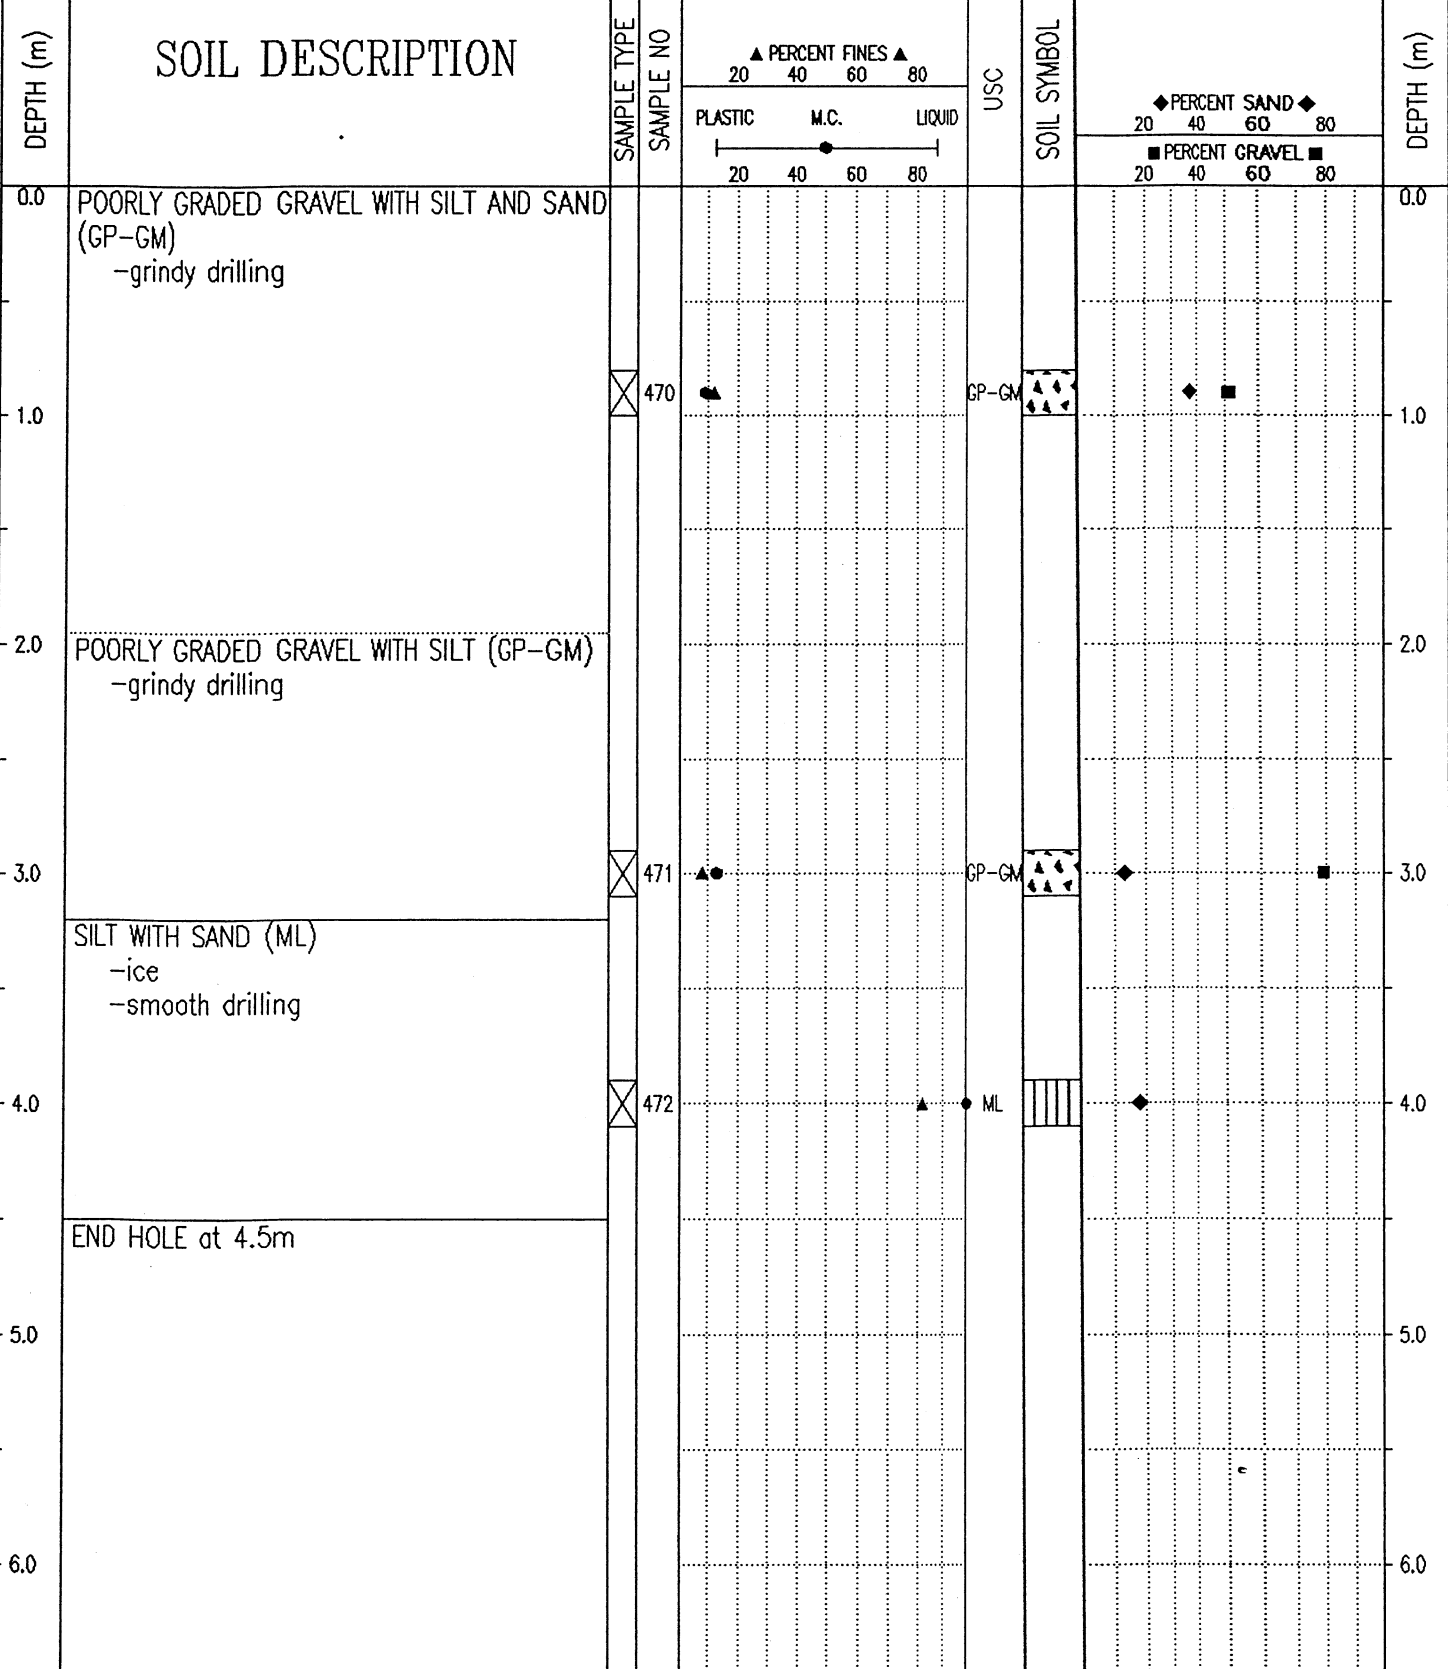 DEPTH (m)
SOIL DESCRIPTION
SAMPLE TYPE
SAMPLE NO
▲ PERCENT FINES ▲
20 40 60 80
PLASTIC M.C. LIQUID
20 40 60 80
USC
SOIL SYMBOL
◆PERCENT SAND◆
20 40 60 80
■PERCENT GRAVEL■
20 40 60 80
DEPTH (m)
0.0 POORLY GRADED GRAVEL WITH SILT AND SAND 0.0
(GP-GM)
-grindy drilling
470 GP-GM
1.0 1.0
2.0 POORLY GRADED GRAVEL WITH SILT (GP-GM) 2.0
-grindy drilling
3.0 471 GP-GM 3.0
SILT WITH SAND (ML)
-ice
-smooth drilling
4.0 472 ML 4.0
END HOLE at 4.5m
5.0 5.0
6.0 6.0